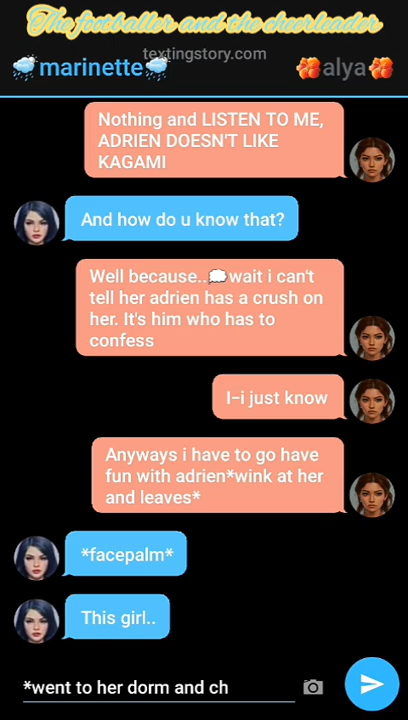 The footballer and the cheerleader
textingstory.com
🌧️marinette🌧️ 🌺alya🌺
Nothing and LISTEN TO ME,
ADRIEN DOESN'T LIKE
KAGAMI
And how do u know that?
Well because..💭wait i can't
tell her adrien has a crush on
her. It's him who has to
confess
I-i just know
Anyways i have to go have
fun with adrien*wink at her
and leaves*
*facepalm*
This girl..
*went to her dorm and ch